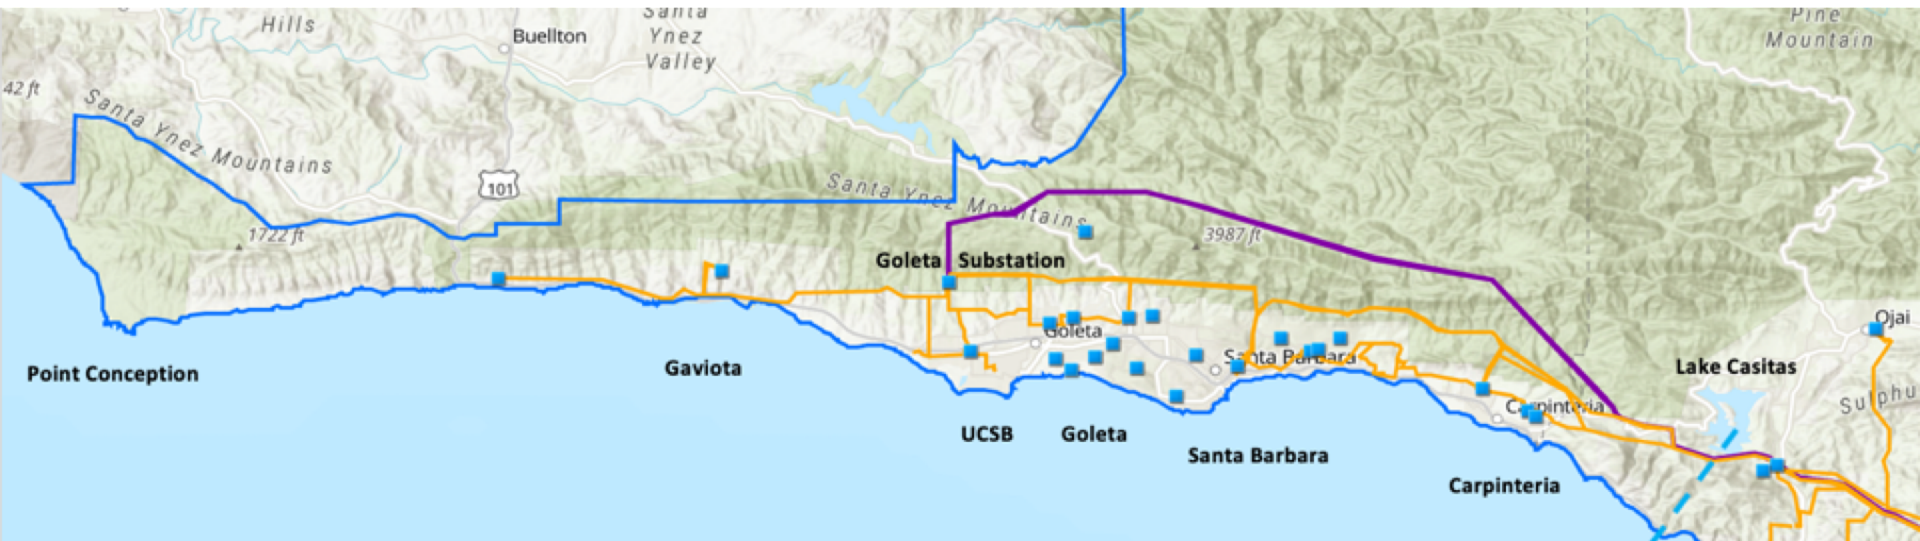 Hills
Santa
Ynez
Valley
Buellton
Pine
Mountain
42 ft
Santa Ynez Mountains
101
Santa Ynez Mountains
1722 ft
3987 ft
Goleta Substation
Goleta
Santa Barbara
Ojai
Lake Casitas
Point Conception
Gaviota
Carpinteria
Sulphu
UCSB
Goleta
Santa Barbara
Carpinteria